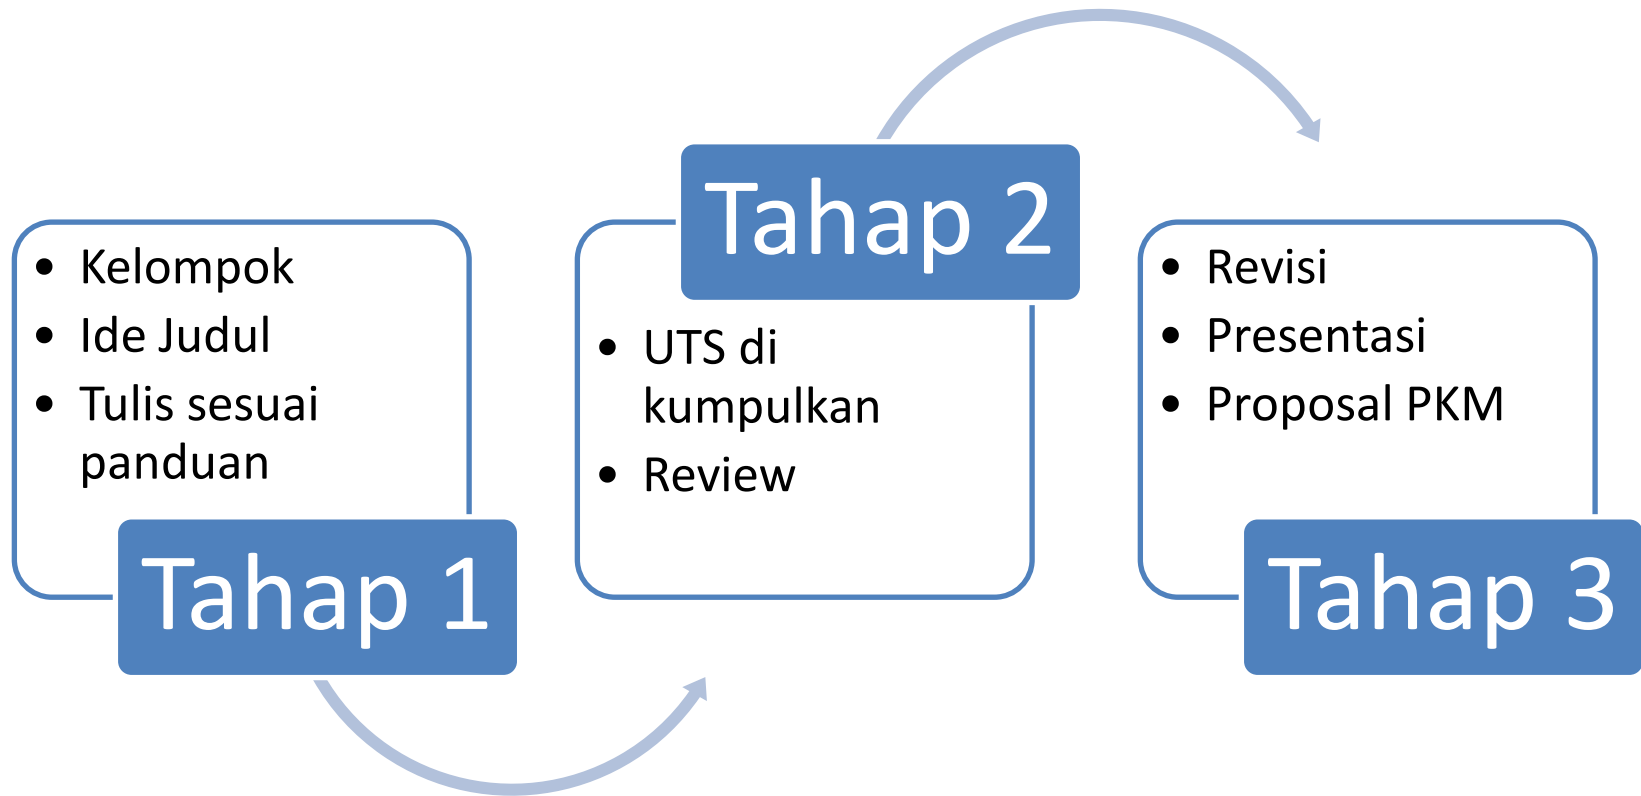 Kelompok
Ide Judul
Tulis sesuai
panduan
Tahap 1
Tahap 2
UTS di
kumpulkan
Review
Revisi
Presentasi
Proposal PKM
Tahap 3